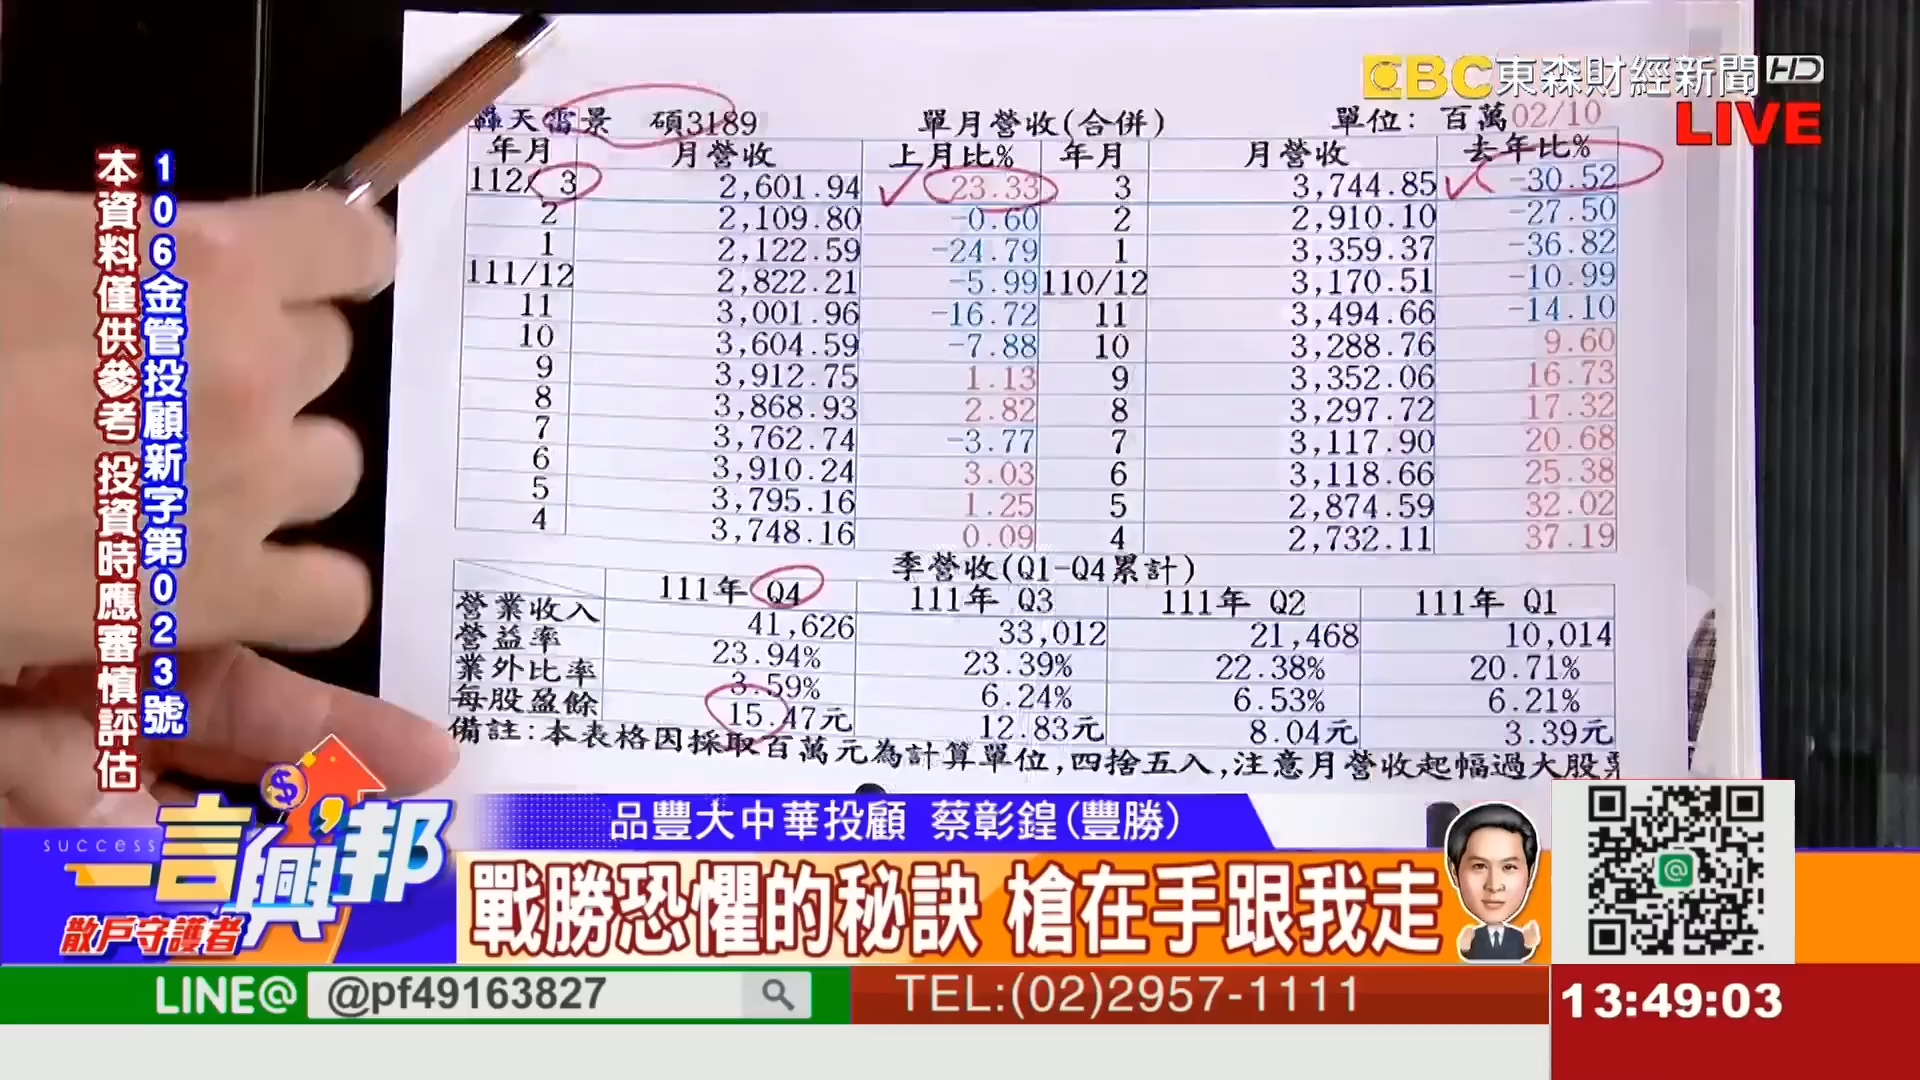 EBC東森財經新聞 HD
LIVE
106金管投顧新字第023號
本資料僅供參考 投資時應審慎評估
轟天雷景 碩3189 單月營收(合併) 單位: 百萬 02/10
年月 月營收 上月比% 年月 月營收 去年比%
112/ 3 2,601.94 23.33 3 3,744.85 -30.52
2 2,109.80 -0.60 2 2,910.10 -27.50
1 2,122.59 -24.79 1 3,359.37 -36.82
111/12 2,822.21 -5.99 110/12 3,170.51 -10.99
11 3,001.96 -16.72 11 3,494.66 -14.10
10 3,604.59 -7.88 10 3,288.76 9.60
9 3,912.75 1.13 9 3,352.06 16.73
8 3,868.93 2.82 8 3,297.72 17.32
7 3,762.74 -3.77 7 3,117.90 20.68
6 3,910.24 3.03 6 3,118.66 25.38
5 3,795.16 1.25 5 2,874.59 32.02
4 3,748.16 0.09 4 2,732.11 37.19
季營收(Q1-Q4累計)
111年 Q4 111年 Q3 111年 Q2 111年 Q1
營業收入 41,626 33,012 21,468 10,014
營益率 23.94% 23.39% 22.38% 20.71%
業外比率 3.59% 6.24% 6.53% 6.21%
每股盈餘 15.47元 12.83元 8.04元 3.39元
備註:本表格因採取百萬元為計算單位,四捨五入,注意月營收起幅過大股票
品豐大中華投顧 蔡彰鍠(豐勝)
success
一言興邦
散戶守護者
戰勝恐懼的秘訣 槍在手跟我走
LINE@ @pf49163827 TEL:(02)2957-1111
13:49:03